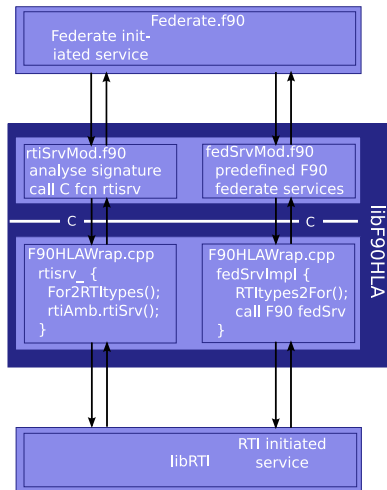 Federate.f90
Federate init-
iated service
rtiSrvMod.f90
analyse signature
call C fcn rtisrv
fedSrvMod.f90
predefined F90
federate services
C
C
libF90HLA
F90HLAWrap.cpp
rtisrv_ {
For2RTItypes();
rtiAmb.rtiSrv();
}
F90HLAWrap.cpp
fedSrvImpl {
RTItypes2For();
call F90 fedSrv
}
libRTI
RTI initiated
service